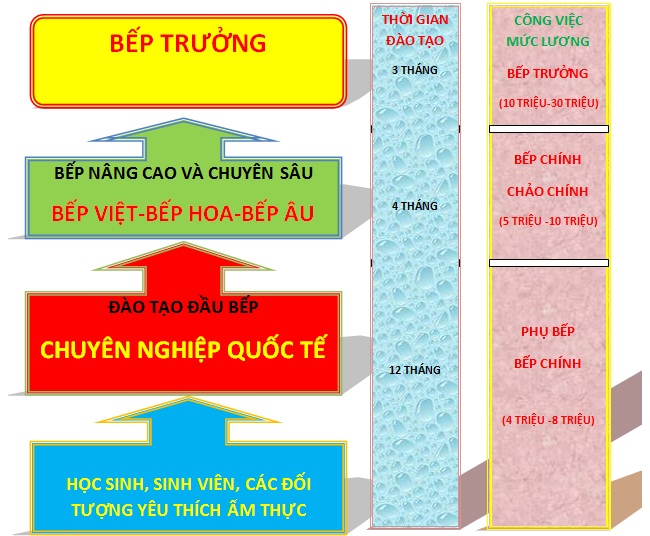 BẾP TRƯỞNG
BẾP NÂNG CAO VÀ CHUYÊN SÂU
BẾP VIỆT-BẾP HOA-BẾP ÂU
ĐÀO TẠO ĐẦU BẾP
CHUYÊN NGHIỆP QUỐC TẾ
HỌC SINH, SINH VIÊN, CÁC ĐỐI
TƯỢNG YÊU THÍCH ẨM THỰC
THỜI GIAN
ĐÀO TẠO
3 THÁNG
4 THÁNG
12 THÁNG
CÔNG VIỆC
MỨC LƯƠNG
BẾP TRƯỞNG
(10 TRIỆU-30 TRIỆU)
BẾP CHÍNH
CHẢO CHÍNH
(5 TRIỆU -10 TRIỆU)
PHỤ BẾP
BẾP CHÍNH
(4 TRIỆU -8 TRIỆU)